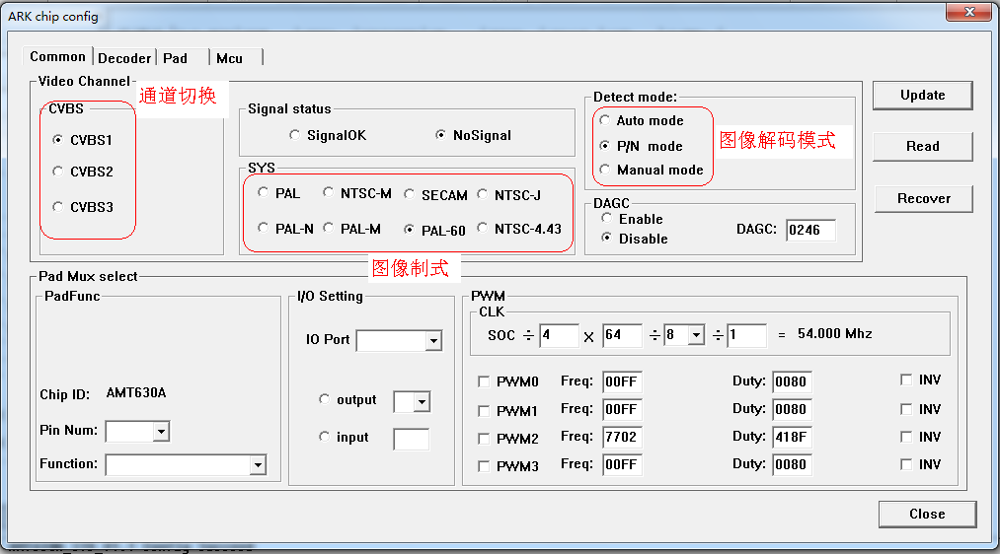 ARK chip config
Common Decoder Pad Mcu
Video Channel
通道切换
CVBS
CVBS1
CVBS2
CVBS3
Signal status
SignalOK NoSignal
SYS
PAL NTSC-M SECAM NTSC-J
PAL-N PAL-M PAL-60 NTSC-4.43
图像制式
Detect mode:
Auto mode
P/N mode
Manual mode
图像解码模式
DAGC
Enable
Disable
DAGC: 0246
Update
Read
Recover
Pad Mux select
PadFunc
Chip ID: AMT630A
Pin Num:
Function:
I/O Setting
IO Port
output
input
PWM
CLK
SOC ÷ 4 x 64 ÷ 8 ÷ 1 = 54.000 Mhz
PWM0 Freq: 00FF Duty: 0080 INV
PWM1 Freq: 00FF Duty: 0080 INV
PWM2 Freq: 7702 Duty: 418F INV
PWM3 Freq: 00FF Duty: 0080 INV
Close